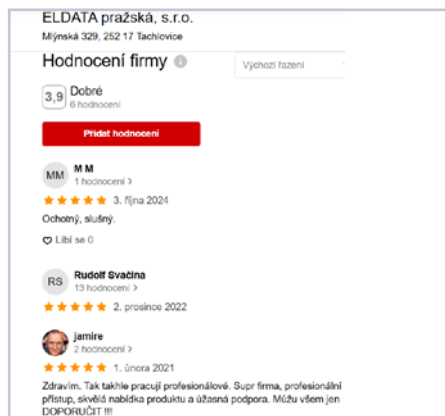 ELDATA pražská, s.r.o.
Mlýnská 329, 252 17 Tachlovice
Hodnocení firmy
Výchozí řazení
3,9 Dobré
6 hodnocení
Přidat hodnocení
MM M M
1 hodnocení >
3. října 2024
Ochotný, slušný.
Líbí se 0
RS Rudolf Svačina
13 hodnocení >
2. prosince 2022
jamire
2 hodnocení >
1. února 2021
Zdravím. Tak takhle pracují profesionálové. Supr firma, profesionální
přístup, skvělá nabídka produktu a úžasná podpora. Můžu všem jen
DOPORUČIT !!!